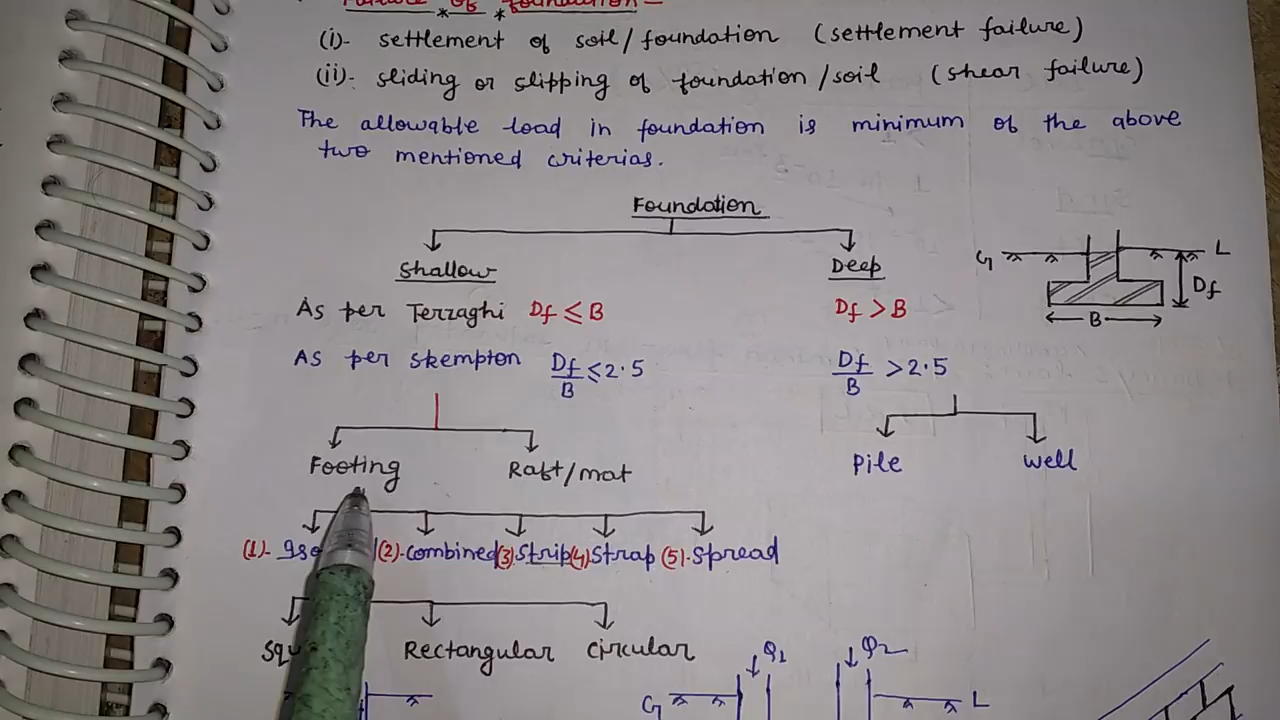 Failure of foundation -
(i)- settlement of soil/foundation (settlement failure)
(ii)- sliding or slipping of foundation/soil (shear failure)
The allowable load in foundation is minimum of the above
two mentioned criterias.
Foundation
Shallow Deep
G L
Df
B
As per Terzaghi Df ≤ B Df > B
As per skempton Df/B ≤ 2.5 Df/B > 2.5
Footing Raft/mat Pile well
(1)- (2)-combined (3)-Strip (4)-Strap (5)-Spread
Rectangular circular
Q1 Q2
G L